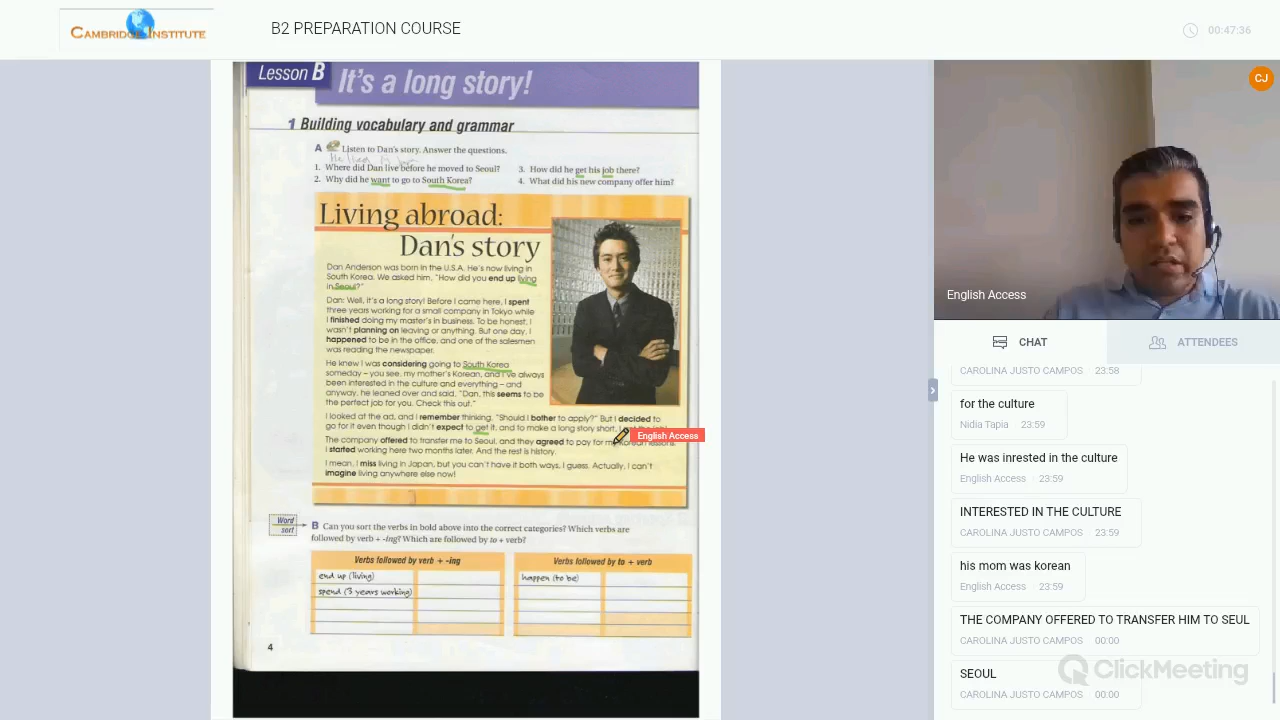 CAMBRIDGE INSTITUTE
B2 PREPARATION COURSE
00:47:36
Lesson B
It's a long story!
1 Building vocabulary and grammar
A Listen to Dan's story. Answer the questions.
1. Where did Dan live before he moved to Seoul?
2. Why did he want to go to South Korea?
3. How did he get his job there?
4. What did his new company offer him?
Living abroad:
Dan's story
Dan Anderson was born in the U.S.A. He's now living in
South Korea. We asked him, "How did you end up living
in Seoul?"
Dan: Well, it's a long story! Before I came here, I spent
three years working for a small company in Tokyo while
I finished doing my master's in business. To be honest, I
wasn't planning on leaving or anything. But one day, I
happened to be in the office, and one of the salesmen
was reading the newspaper.
He knew I was considering going to South Korea
someday – you see, my mother's Korean, and I've always
been interested in the culture and everything – and
anyway, he leaned over and said, "Dan, this seems to be
the perfect job for you. Check this out."
I looked at the ad, and I remember thinking, "Should I bother to apply?" But I decided to
go for it even though I didn't expect to get it, and to make a long story short,
The company offered to transfer me to Seoul, and they agreed to pay for my Korean lessons.
I started working here two months later. And the rest is history.
I mean, I miss living in Japan, but you can't have it both ways, I guess. Actually, I can't
imagine living anywhere else now!
English Access
Word
sort
B Can you sort the verbs in bold above into the correct categories? Which verbs are
followed by verb + -ing? Which are followed by to + verb?
Verbs followed by verb + -ing
end up (living)
spend (3 years working)
Verbs followed by to + verb
happen (to be)
4
CJ
English Access
CHAT
ATTENDEES
CAROLINA JUSTO CAMPOS 23:58
for the culture
Nidia Tapia 23:59
He was inrested in the culture
English Access 23:59
INTERESTED IN THE CULTURE
CAROLINA JUSTO CAMPOS 23:59
his mom was korean
English Access 23:59
THE COMPANY OFFERED TO TRANSFER HIM TO SEUL
CAROLINA JUSTO CAMPOS 00:00
SEOUL
CAROLINA JUSTO CAMPOS 00:00
ClickMeeting